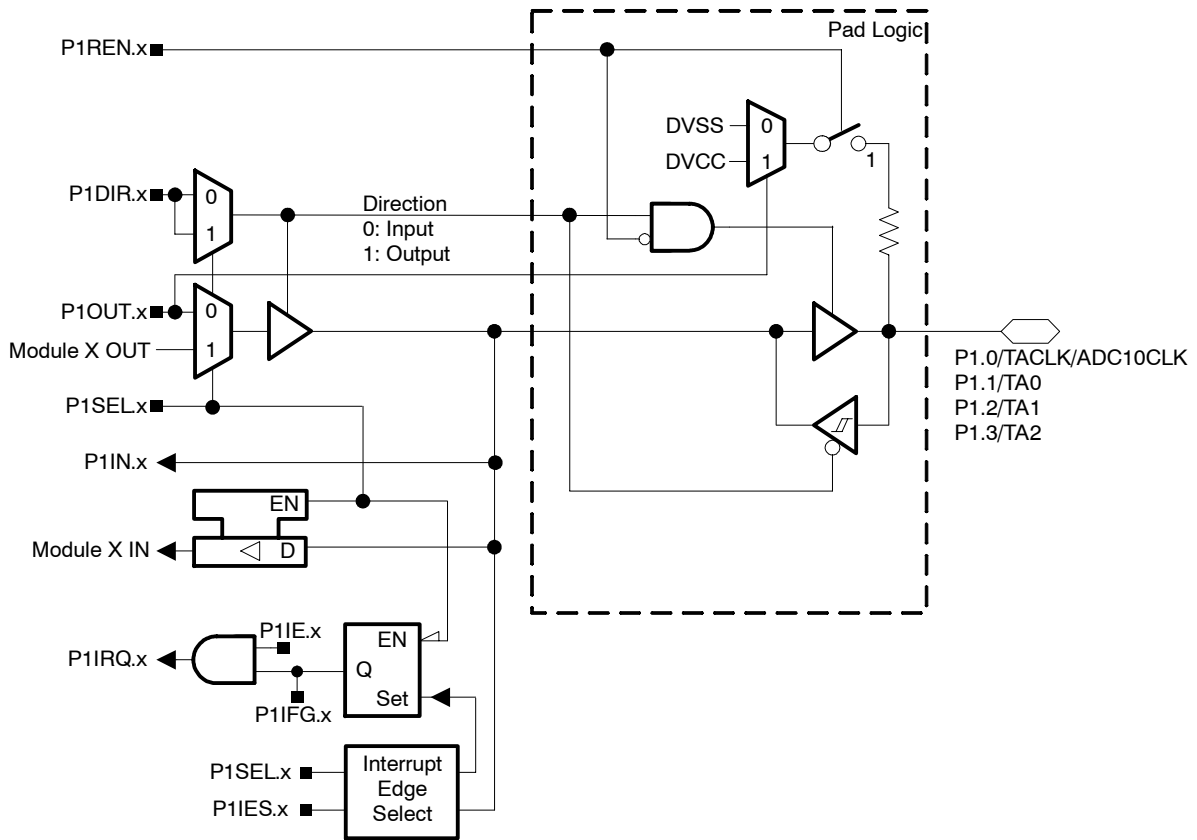 Pad Logic
P1REN.x
DVSS
0
DVCC
1
1
P1DIR.x
0
1
Direction
0: Input
1: Output
P1OUT.x
0
Module X OUT
1
P1.0/TACLK/ADC10CLK
P1.1/TA0
P1.2/TA1
P1.3/TA2
P1SEL.x
P1IN.x
EN
Module X IN
D
P1IE.x
EN
P1IRQ.x
Q
Set
P1IFG.x
P1SEL.x
P1IES.x
Interrupt
Edge
Select